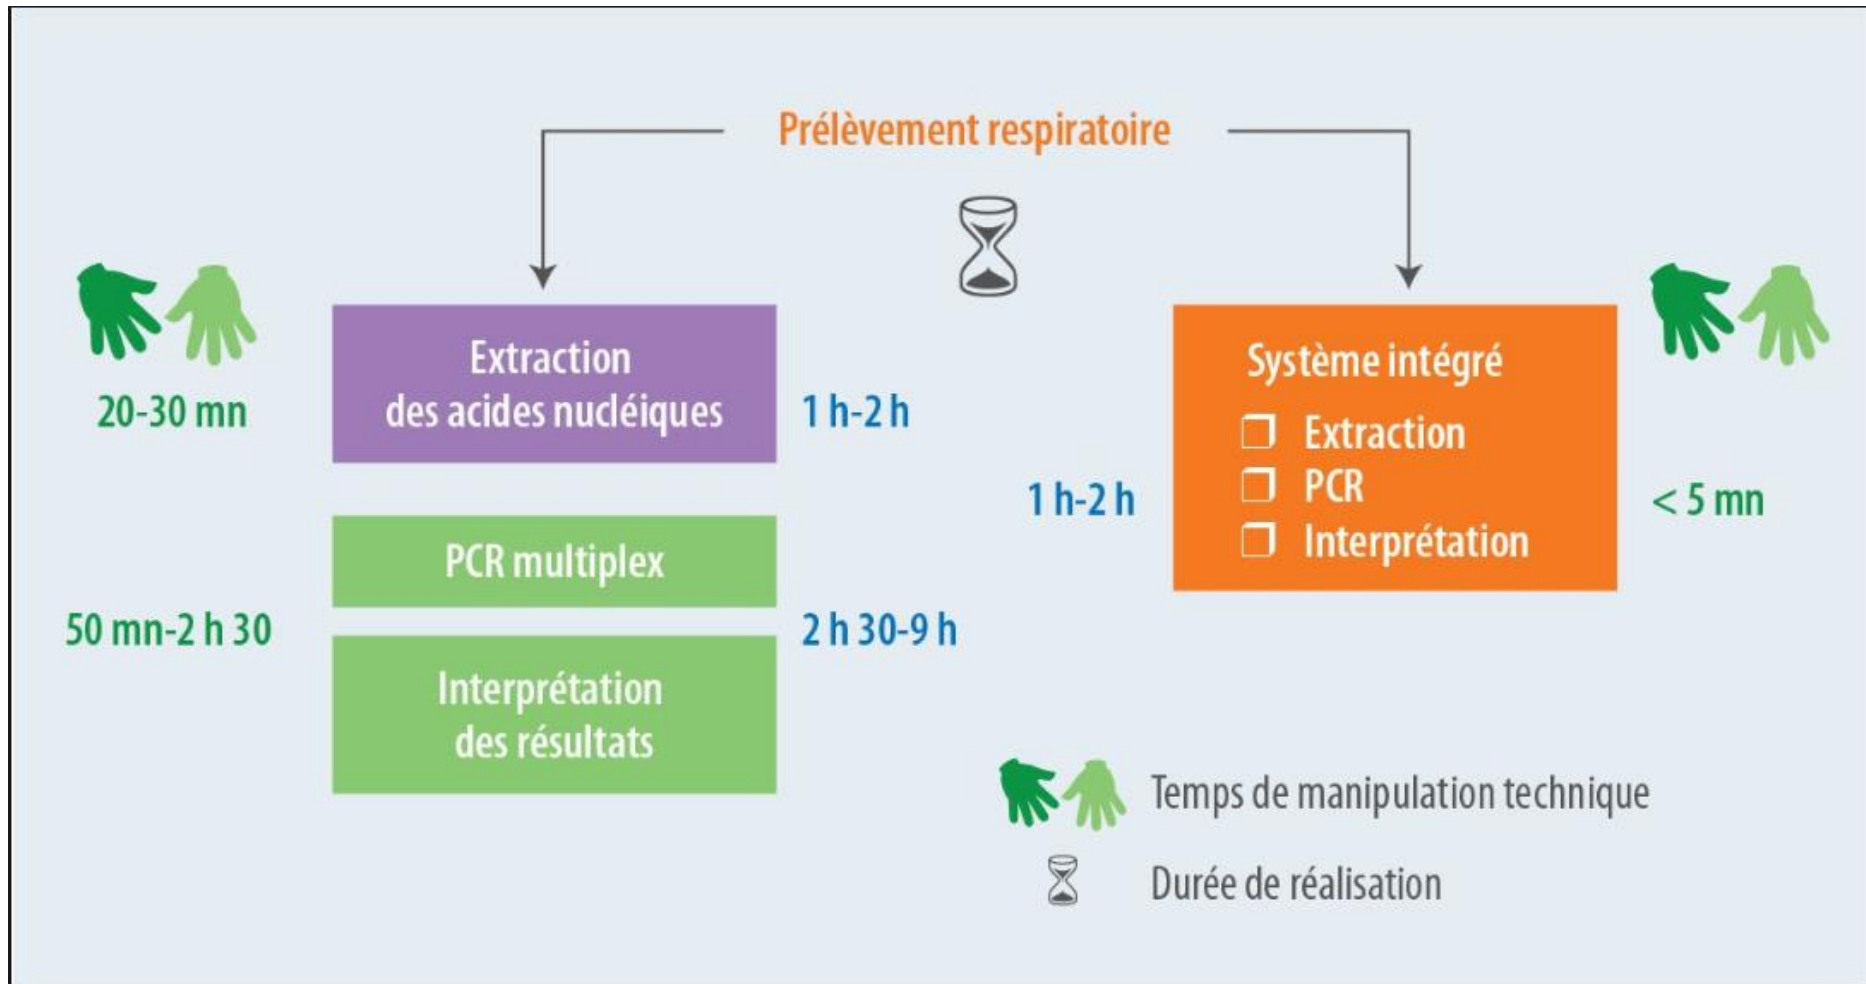 Prélèvement respiratoire
20-30 mn
Extraction
des acides nucléiques
1 h-2 h
50 mn-2 h 30
PCR multiplex
Interprétation
des résultats
2 h 30-9 h
1 h-2 h
Système intégré
❒ Extraction
❒ PCR
❒ Interprétation
< 5 mn
Temps de manipulation technique
Durée de réalisation